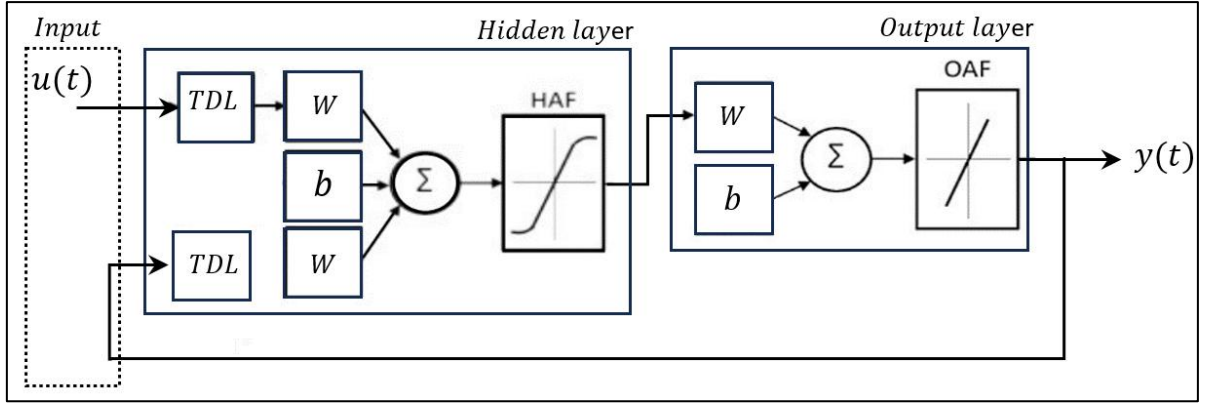 Input
Hidden layer
Output layer
u(t)
TDL
W
HAF
b
Σ
TDL
W
W
b
Σ
OAF
y(t)